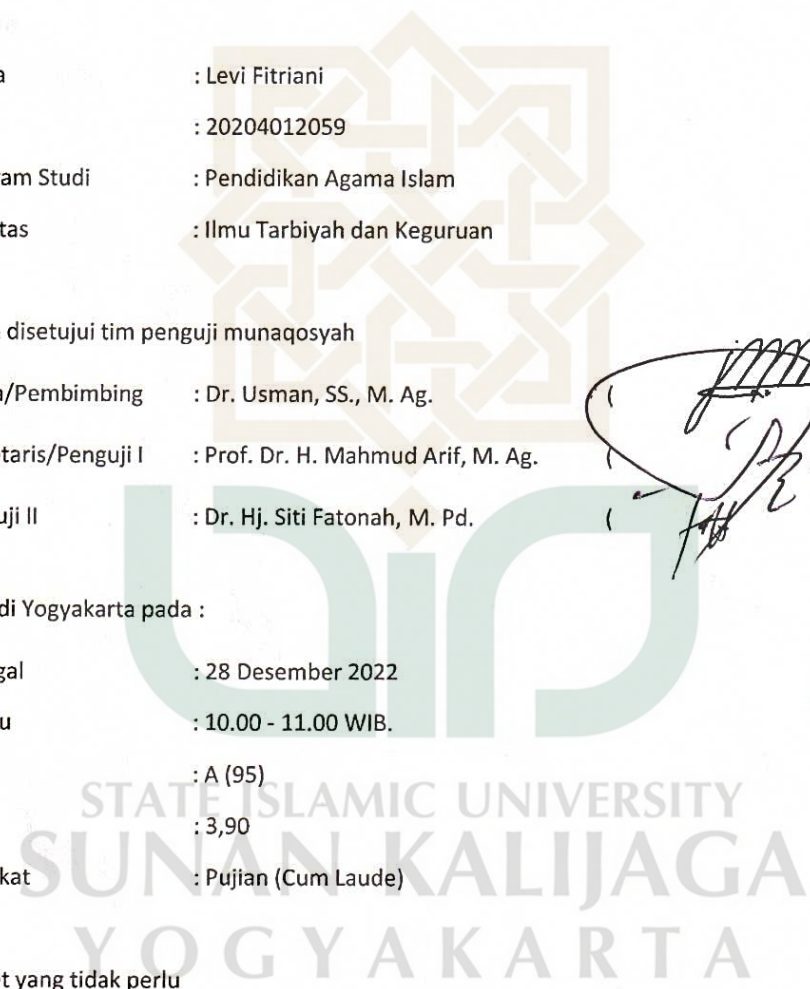 a : Levi Fitriani
: 20204012059
ram Studi : Pendidikan Agama Islam
tas : Ilmu Tarbiyah dan Keguruan
disetujui tim penguji munaqosyah
a/Pembimbing : Dr. Usman, SS., M. Ag. (
taris/Penguji I : Prof. Dr. H. Mahmud Arif, M. Ag. (
uji II : Dr. Hj. Siti Fatonah, M. Pd. (
di Yogyakarta pada :
gal : 28 Desember 2022
u : 10.00 - 11.00 WIB.
: A (95)
: 3,90
kat : Pujian (Cum Laude)
t yang tidak perlu
STATE ISLAMIC UNIVERSITY
SUNAN KALIJAGA
YOGYAKARTA